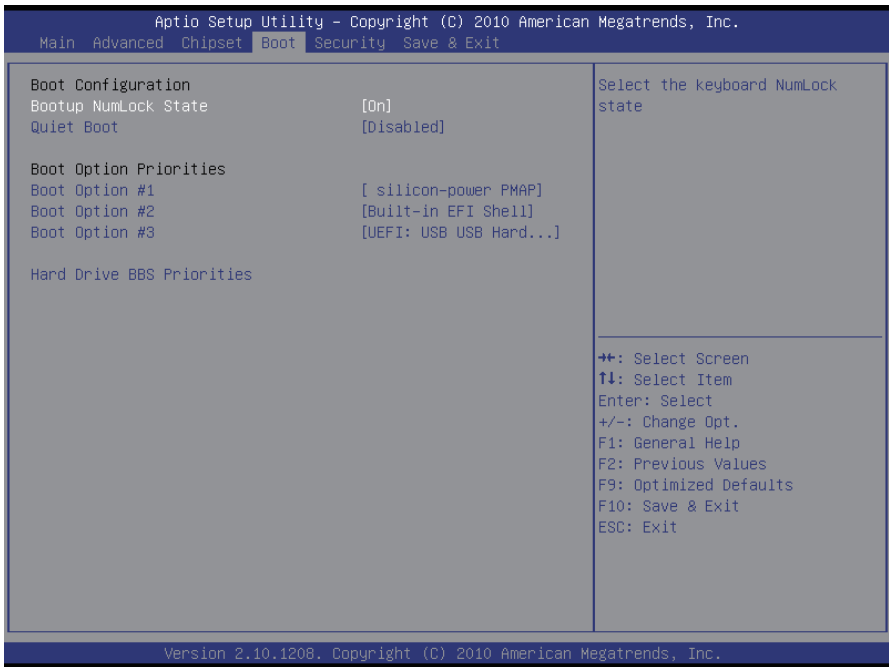 Aptio Setup Utility – Copyright (C) 2010 American Megatrends, Inc.
Main Advanced Chipset Boot Security Save & Exit
Boot Configuration
Bootup NumLock State [On]
Quiet Boot [Disabled]
Boot Option Priorities
Boot Option #1 [ silicon-power PMAP]
Boot Option #2 [Built-in EFI Shell]
Boot Option #3 [UEFI: USB USB Hard...]
Hard Drive BBS Priorities
Select the keyboard NumLock
state
→←: Select Screen
↑↓: Select Item
Enter: Select
+/-: Change Opt.
F1: General Help
F2: Previous Values
F9: Optimized Defaults
F10: Save & Exit
ESC: Exit
Version 2.10.1208. Copyright (C) 2010 American Megatrends, Inc.